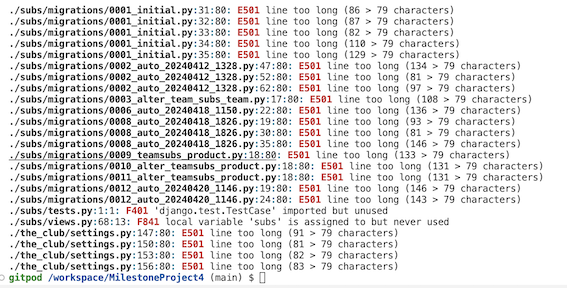 ./subs/migrations/0001_initial.py:31:80: E501 line too long (86 > 79 characters)
./subs/migrations/0001_initial.py:32:80: E501 line too long (87 > 79 characters)
./subs/migrations/0001_initial.py:33:80: E501 line too long (82 > 79 characters)
./subs/migrations/0001_initial.py:34:80: E501 line too long (110 > 79 characters)
./subs/migrations/0001_initial.py:35:80: E501 line too long (129 > 79 characters)
./subs/migrations/0002_auto_20240412_1328.py:47:80: E501 line too long (134 > 79 characters)
./subs/migrations/0002_auto_20240412_1328.py:52:80: E501 line too long (81 > 79 characters)
./subs/migrations/0002_auto_20240412_1328.py:62:80: E501 line too long (97 > 79 characters)
./subs/migrations/0003_alter_team_subs_team.py:17:80: E501 line too long (108 > 79 characters)
./subs/migrations/0006_auto_20240418_1150.py:22:80: E501 line too long (136 > 79 characters)
./subs/migrations/0008_auto_20240418_1826.py:19:80: E501 line too long (93 > 79 characters)
./subs/migrations/0008_auto_20240418_1826.py:30:80: E501 line too long (81 > 79 characters)
./subs/migrations/0008_auto_20240418_1826.py:35:80: E501 line too long (146 > 79 characters)
./subs/migrations/0009_teamsubs_product.py:18:80: E501 line too long (133 > 79 characters)
./subs/migrations/0010_alter_teamsubs_product.py:18:80: E501 line too long (131 > 79 characters)
./subs/migrations/0011_alter_teamsubs_product.py:18:80: E501 line too long (131 > 79 characters)
./subs/migrations/0012_auto_20240420_1146.py:19:80: E501 line too long (146 > 79 characters)
./subs/migrations/0012_auto_20240420_1146.py:24:80: E501 line too long (143 > 79 characters)
./subs/tests.py:1:1: F401 'django.test.TestCase' imported but unused
./subs/views.py:68:13: F841 local variable 'subs' is assigned to but never used
./the_club/settings.py:147:80: E501 line too long (91 > 79 characters)
./the_club/settings.py:150:80: E501 line too long (81 > 79 characters)
./the_club/settings.py:153:80: E501 line too long (82 > 79 characters)
./the_club/settings.py:156:80: E501 line too long (83 > 79 characters)
gitpod /workspace/MilestoneProject4 (main) $